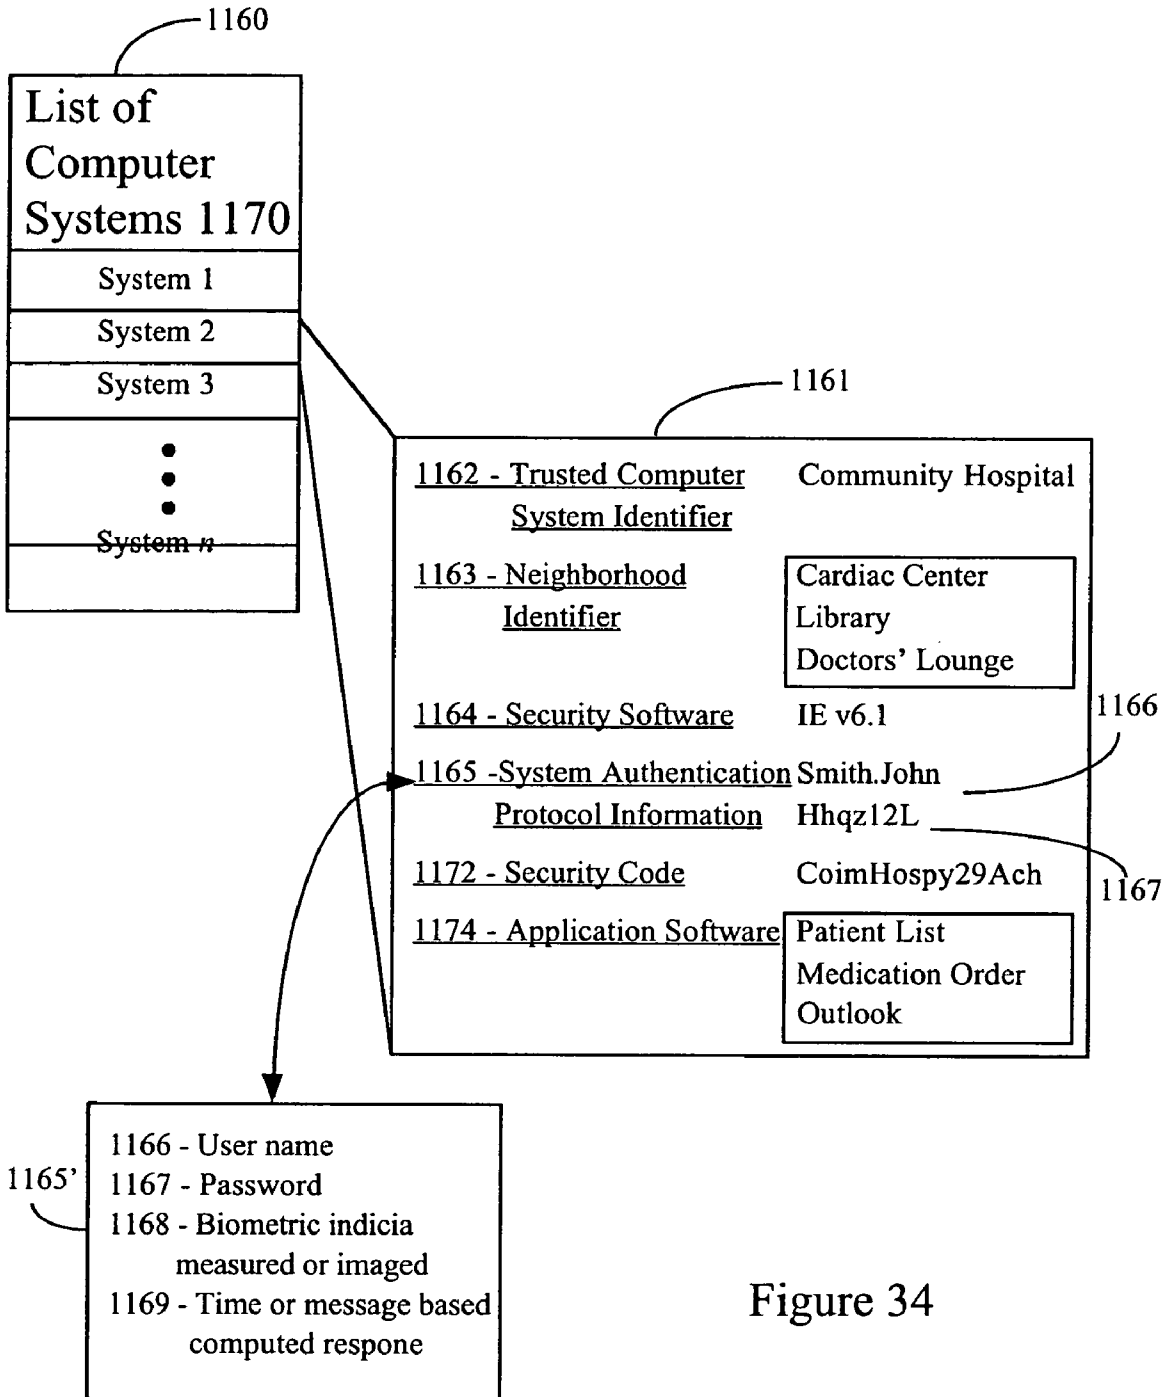 1160
List of
Computer
Systems 1170
System 1
System 2
System 3
System n
1161
1162 - Trusted Computer System Identifier Community Hospital
1163 - Neighborhood Identifier
Cardiac Center
Library
Doctors' Lounge
1164 - Security Software IE v6.1
1166
1165 -System Authentication Smith.John
Protocol Information Hhqz12L
1167
1172 - Security Code CoimHospy29Ach
1174 - Application Software Patient List
Medication Order
Outlook
1165'
1166 - User name
1167 - Password
1168 - Biometric indicia
measured or imaged
1169 - Time or message based
computed respone
Figure 34